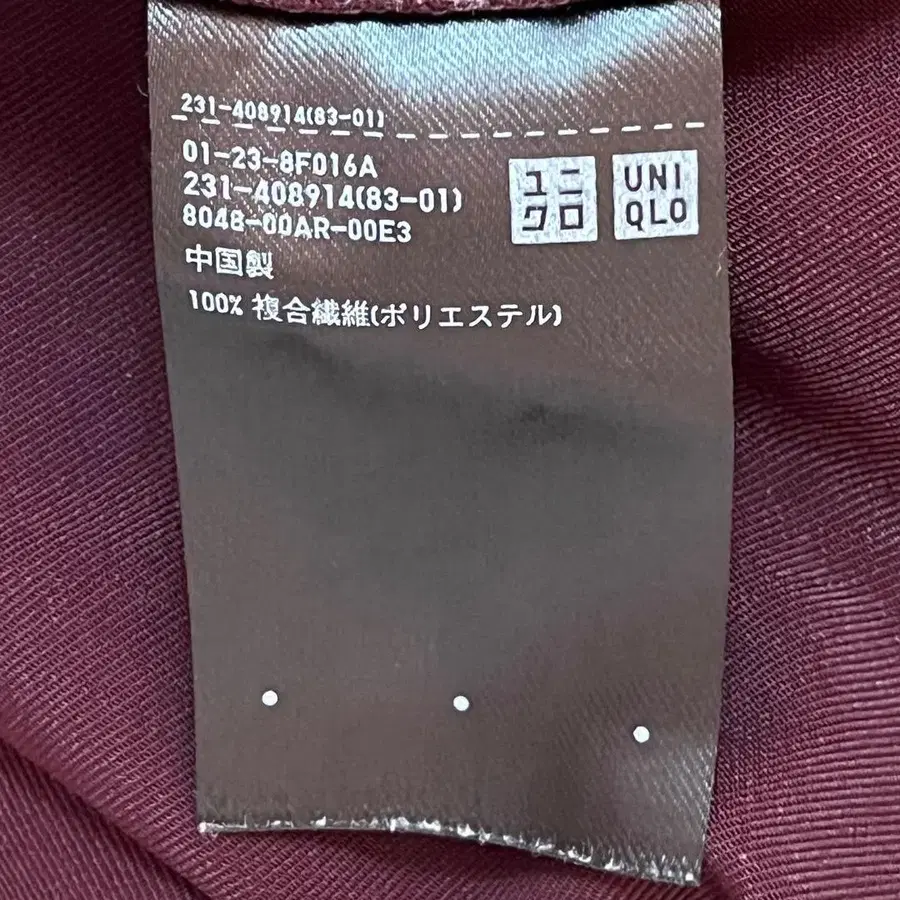 231-408914(83-01)
01-23-8F016A
231-408914(83-01)
8048-00AR-00E3
中国製
100% 複合繊維(ポリエステル)
ユニ
クロ
UNI
QLO